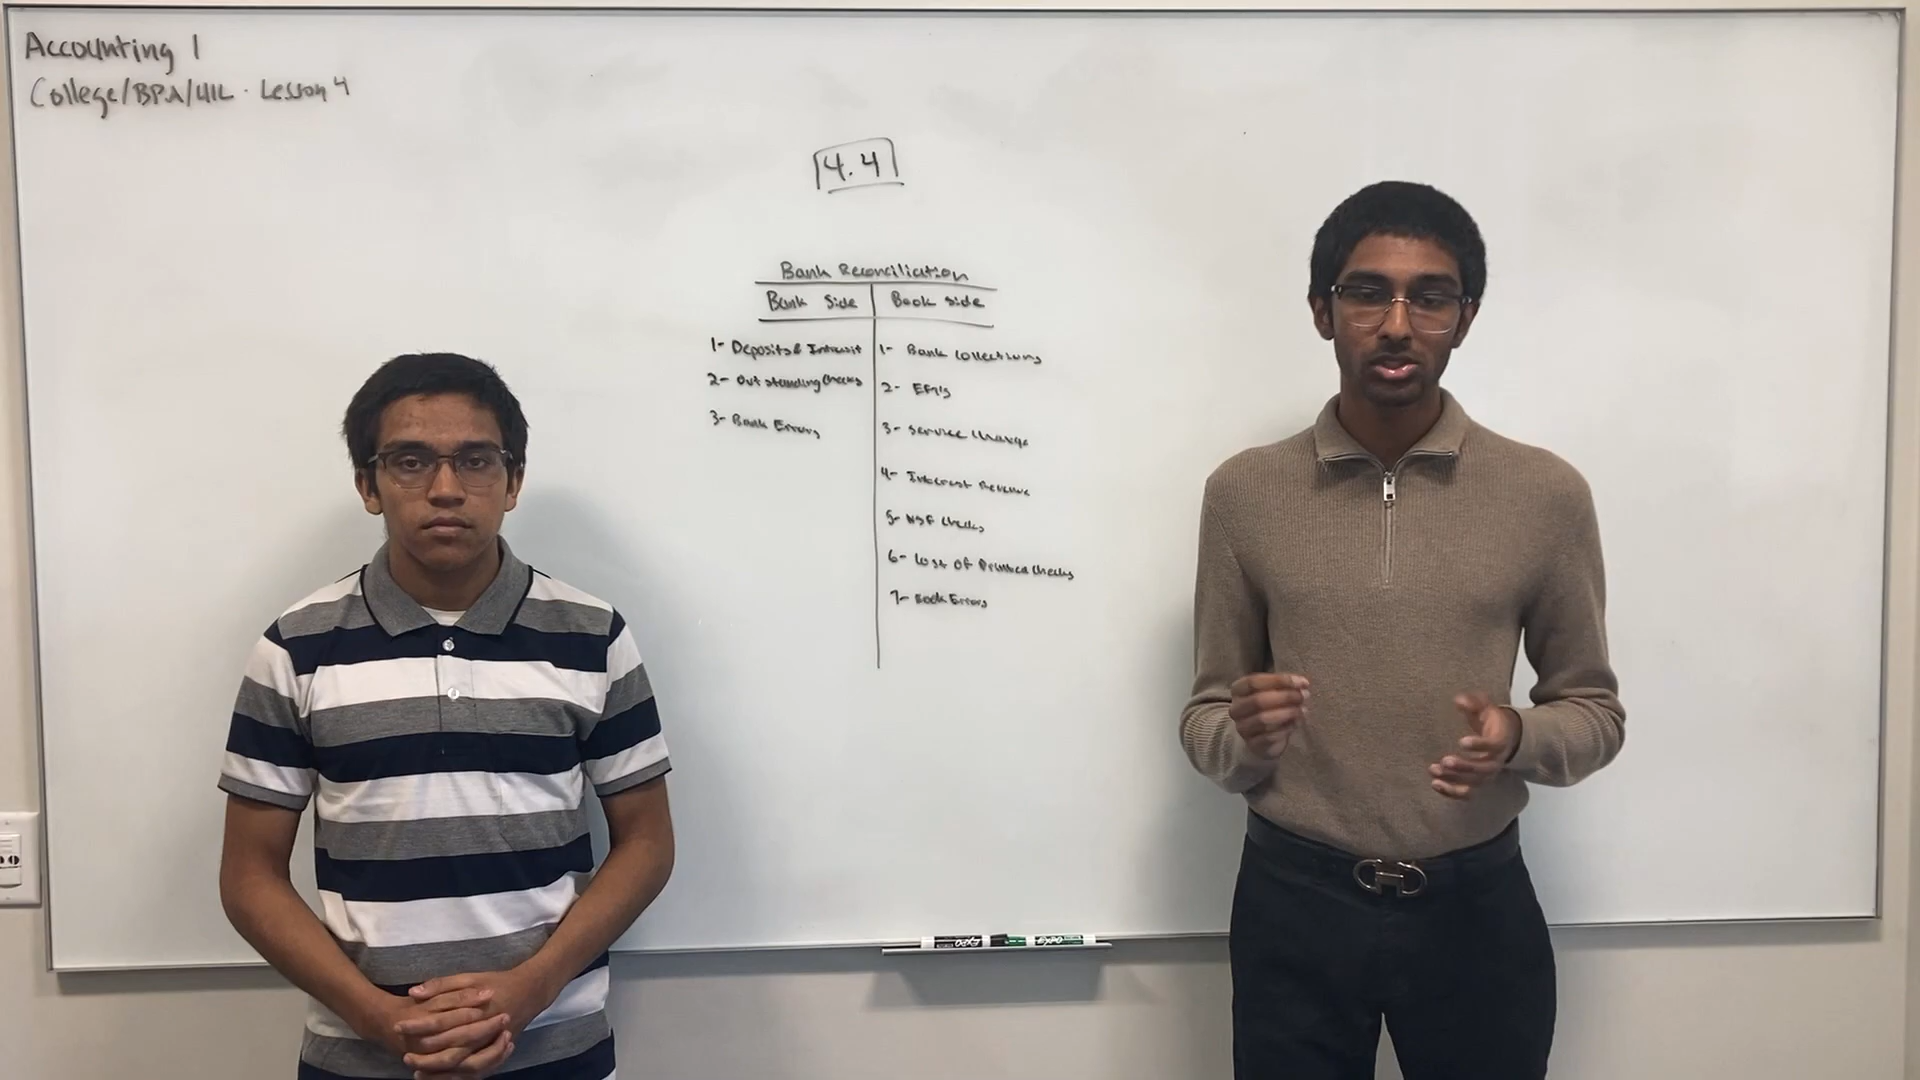 Accounting 1
College/BPA/UIL · Lesson 4
4.4
Bank Reconciliation
Bank Side
Book Side
1- Deposits Intransit
2- Outstanding Checks
3- Bank Errors
1- Bank Collections
2- EFT's
3- Service Charge
4- Interest Revenue
5- NSF Checks
6- Cost of Printed Checks
7- Book Errors
EXPO
EXPO